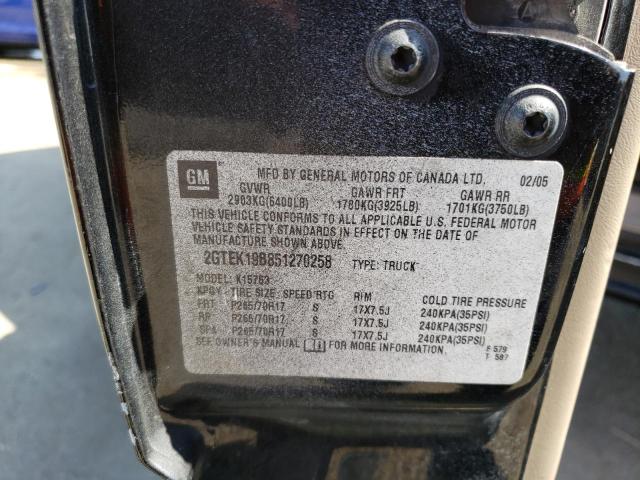 GM
MFD BY GENERAL MOTORS OF CANADA LTD. 02/05
GVWR GAWR FRT GAWR RR
2903KG(6400LB) 1780KG(3925LB) 1701KG(3750LB)
THIS VEHICLE CONFORMS TO ALL APPLICABLE U.S. FEDERAL MOTOR
VEHICLE SAFETY STANDARDS IN EFFECT ON THE DATE OF
MANUFACTURE SHOWN ABOVE.
2GTEK19B851270258 TYPE: TRUCK
MODEL: K15753
TIRE SIZE SPEED RTG RIM COLD TIRE PRESSURE
FRT P265/70R17 S 17X7.5J 240KPA(35PSI)
RR P265/70R17 S 17X7.5J 240KPA(35PSI)
SPA P265/70R17 S 17X7.5J 240KPA(35PSI)
SEE OWNER'S MANUAL FOR MORE INFORMATION.
579
T 587